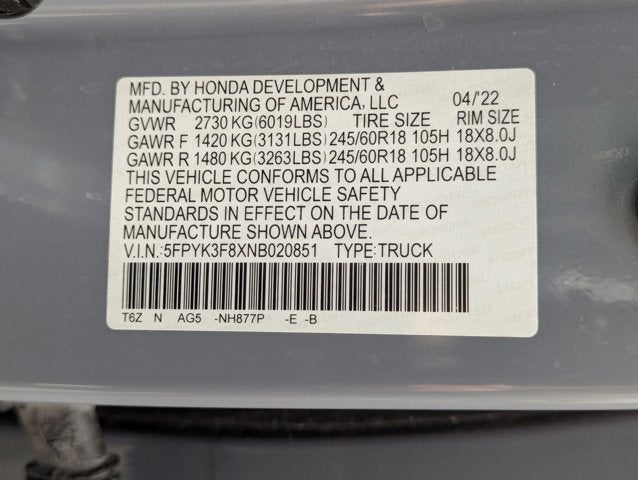 MFD. BY HONDA DEVELOPMENT &
MANUFACTURING OF AMERICA, LLC 04/'22
GVWR 2730 KG(6019LBS) TIRE SIZE RIM SIZE
GAWR F 1420 KG(3131LBS) 245/60R18 105H 18X8.0J
GAWR R 1480 KG(3263LBS) 245/60R18 105H 18X8.0J
THIS VEHICLE CONFORMS TO ALL APPLICABLE
FEDERAL MOTOR VEHICLE SAFETY
STANDARDS IN EFFECT ON THE DATE OF
MANUFACTURE SHOWN ABOVE.
V.I.N.:5FPYK3F8XNB020851 TYPE:TRUCK
T6Z N AG5 -NH877P -E -B